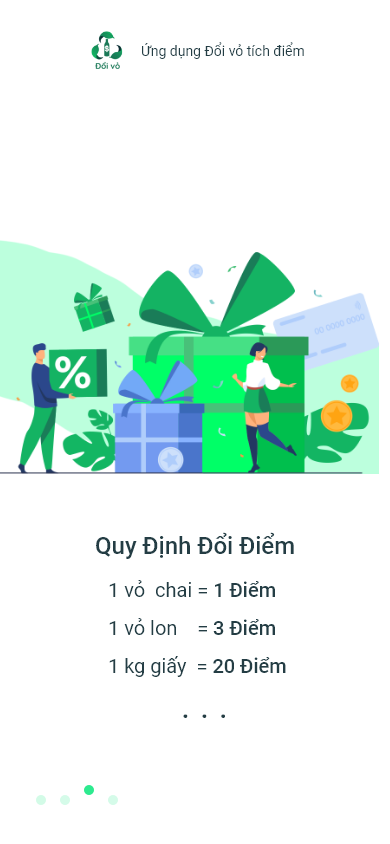 Đổi vỏ
Ứng dụng Đổi vỏ tích điểm
%
00 0000 0000
Quy Định Đổi Điểm
1 vỏ chai = 1 Điểm
1 vỏ lon = 3 Điểm
1 kg giấy = 20 Điểm
. . .